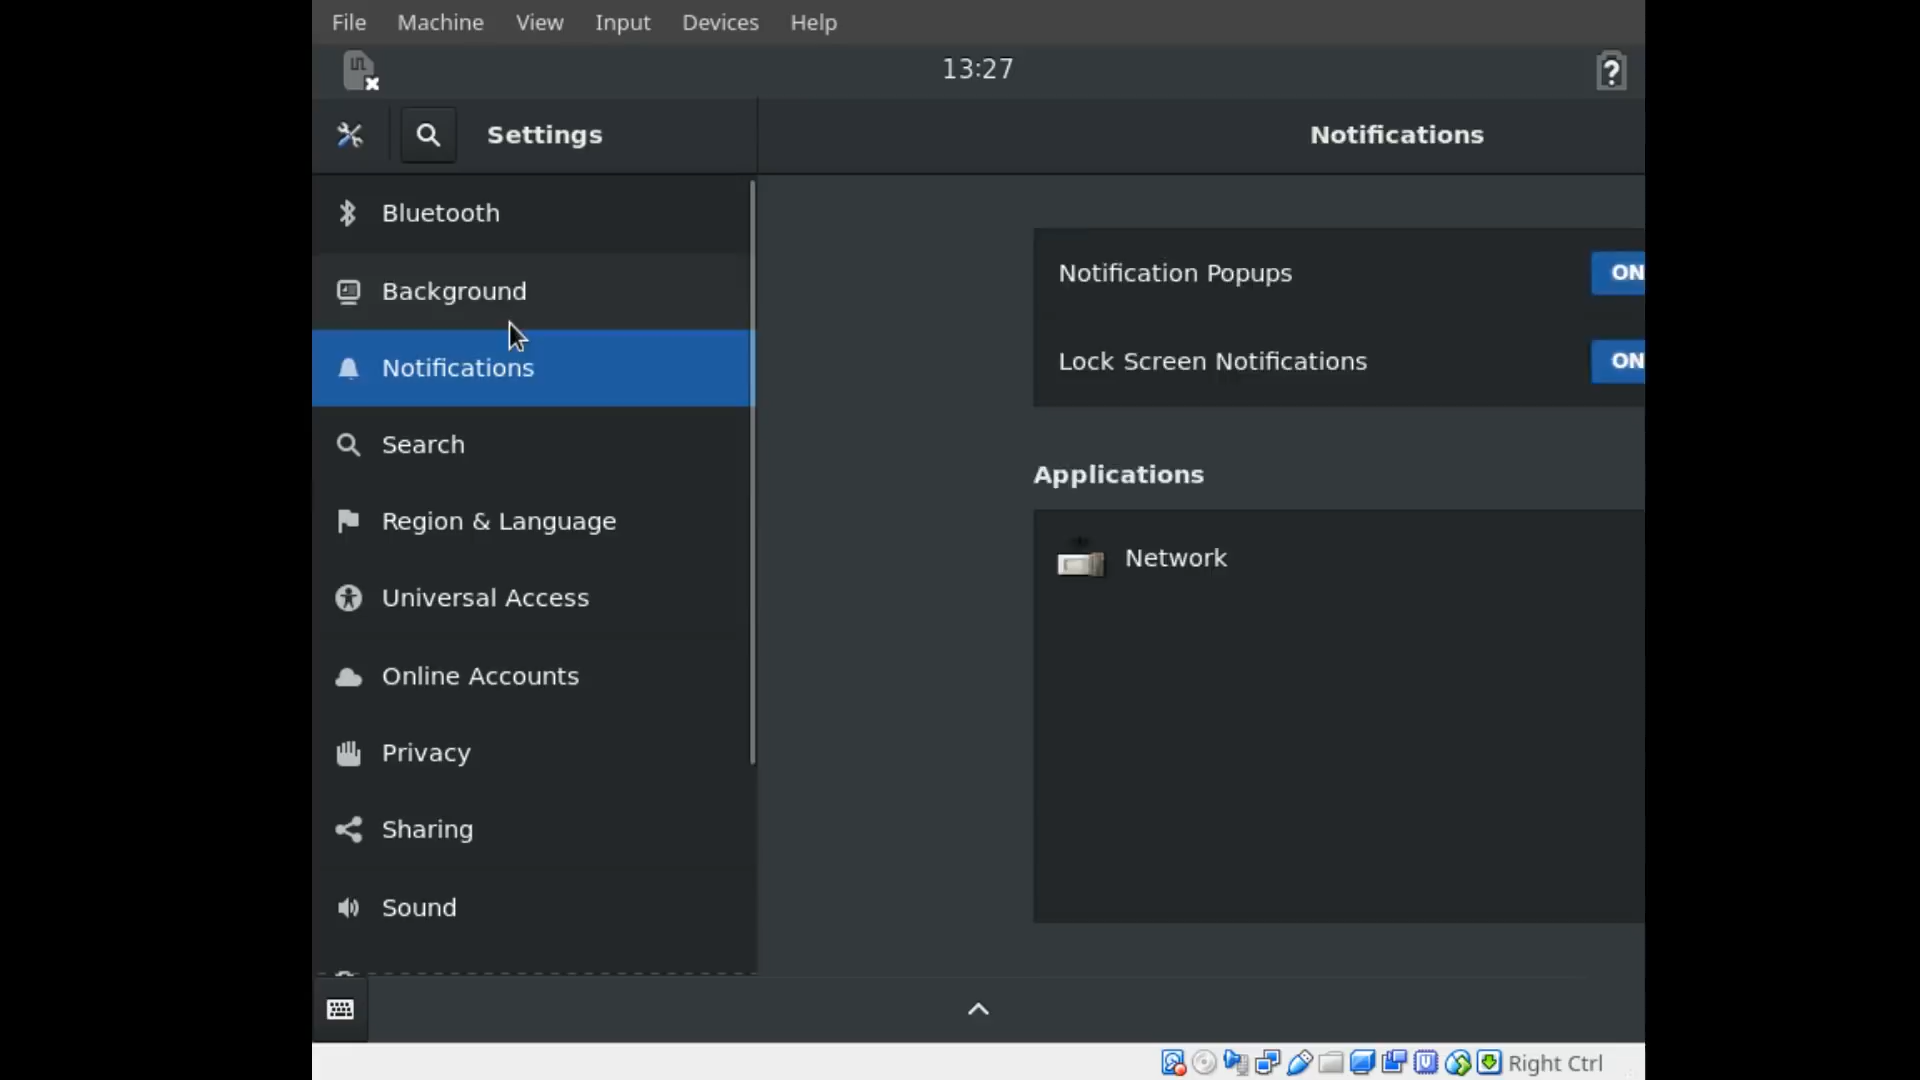 File Machine View Input Devices Help
13:27
Settings
Notifications
Bluetooth
Background
Notifications
Search
Region & Language
Universal Access
Online Accounts
Privacy
Sharing
Sound
Notification Popups ON
Lock Screen Notifications ON
Applications
Network
Right Ctrl